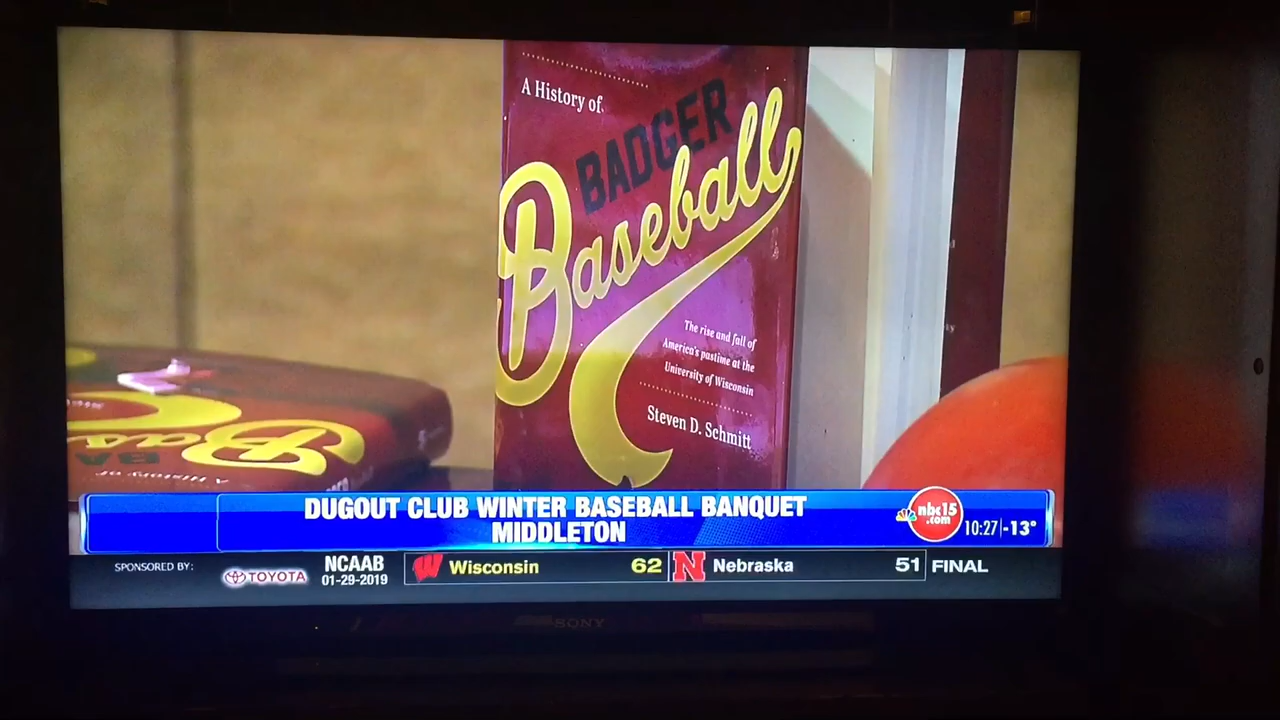 A History of
BADGER
Baseball
The rise and fall of
America's pastime at the
University of Wisconsin
Steven D. Schmitt
DUGOUT CLUB WINTER BASEBALL BANQUET
MIDDLETON
nbc15
.com
10:27 -13°
SPONSORED BY:
TOYOTA
NCAAB
01-29-2019
W Wisconsin 62 N Nebraska 51 FINAL
SONY